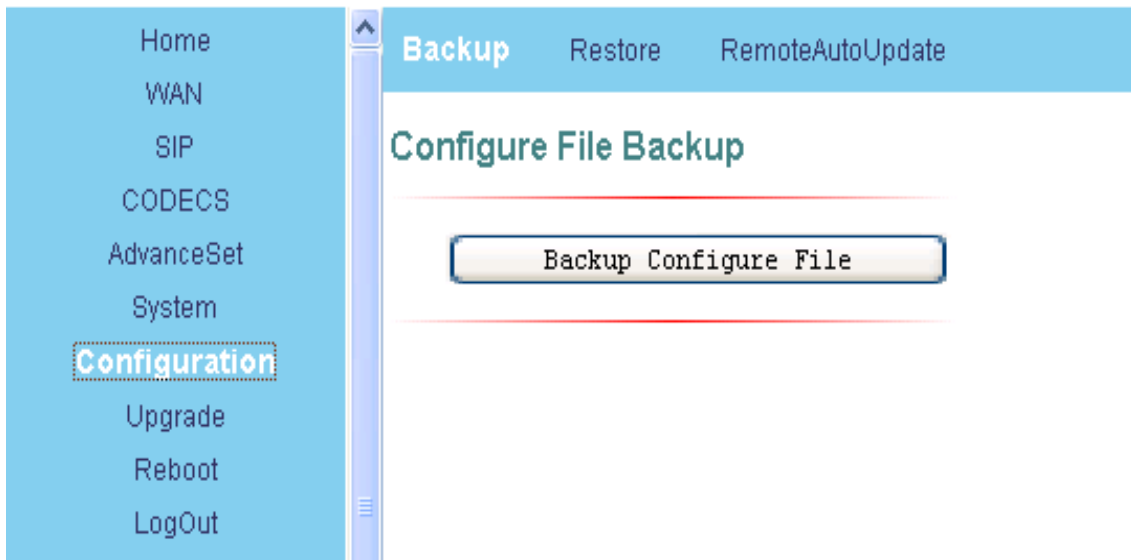 Home
WAN
SIP
CODECS
AdvanceSet
System
Configuration
Upgrade
Reboot
LogOut
Backup Restore RemoteAutoUpdate
Configure File Backup
Backup Configure File